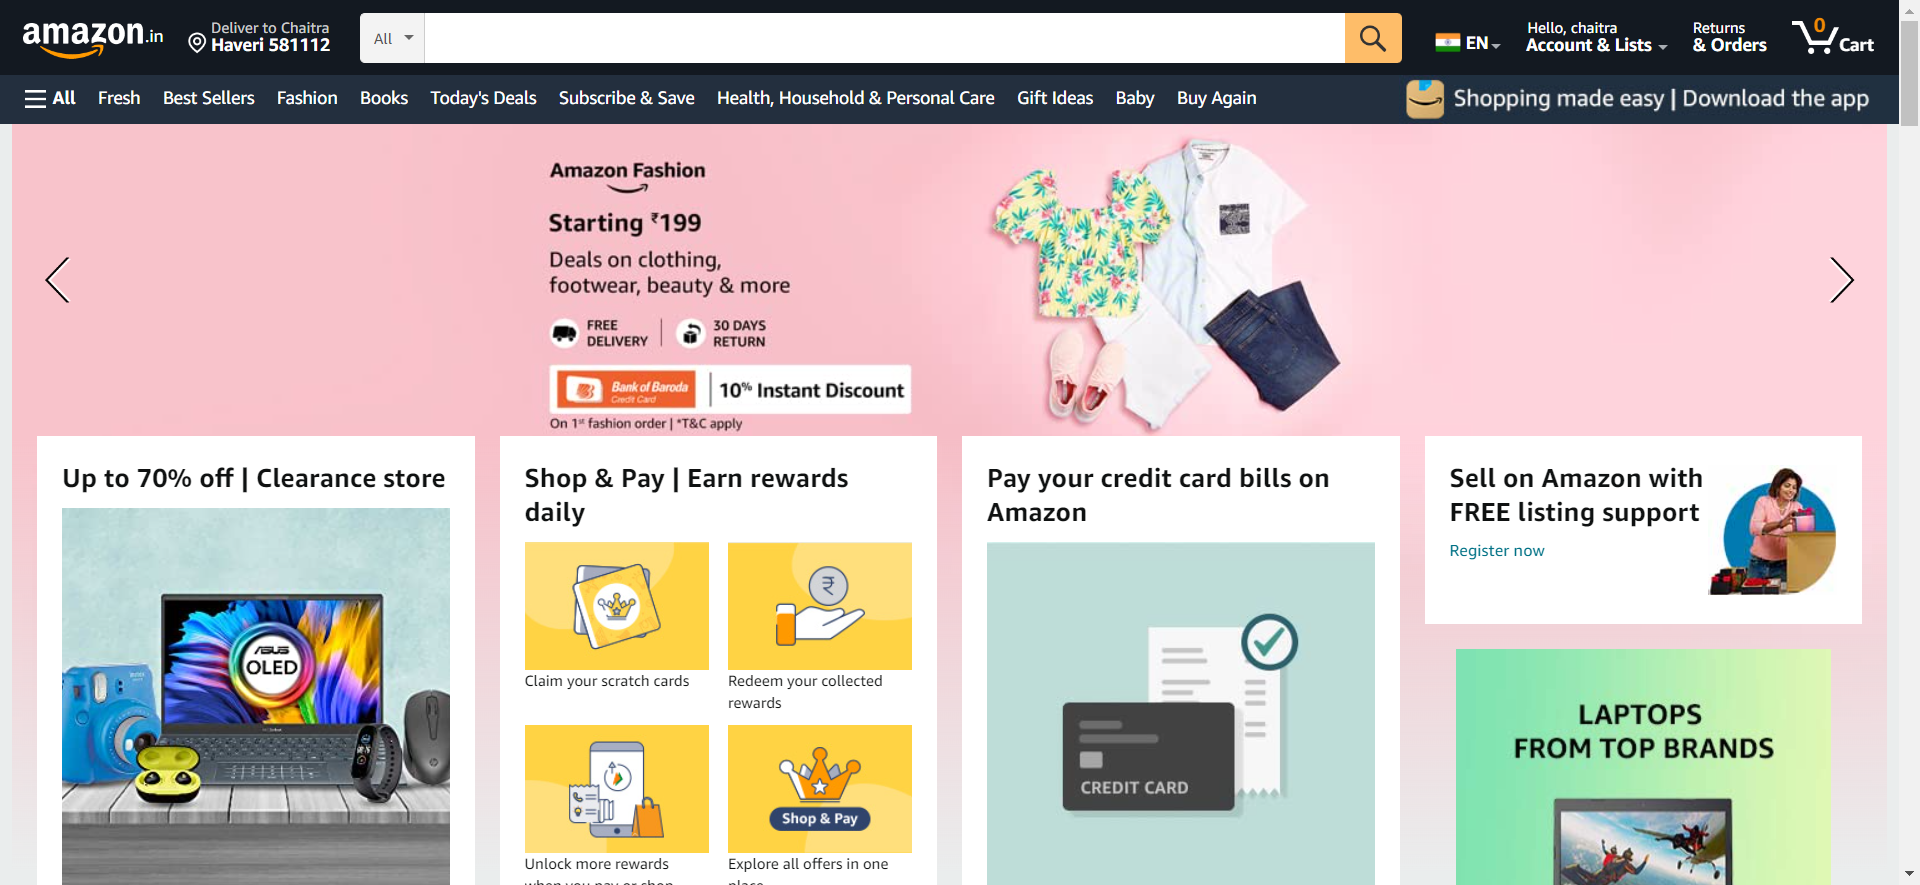 amazon.in
Deliver to Chaitra
Haveri 581112
All
EN
Hello, chaitra
Account & Lists
Returns
& Orders
0
Cart
All Fresh Best Sellers Fashion Books Today's Deals Subscribe & Save Health, Household & Personal Care Gift Ideas Baby Buy Again
Shopping made easy | Download the app
Amazon Fashion
Starting ₹199
Deals on clothing,
footwear, beauty & more
FREE
DELIVERY
30 DAYS
RETURN
Bank of Baroda
Credit Card
10% Instant Discount
On 1st fashion order | *T&C apply
Up to 70% off | Clearance store
ASUS
OLED
Shop & Pay | Earn rewards
daily
Claim your scratch cards
Redeem your collected
rewards
Shop & Pay
Unlock more rewards
when you pay or shop
Explore all offers in one
place
Pay your credit card bills on
Amazon
CREDIT CARD
Sell on Amazon with
FREE listing support
Register now
LAPTOPS
FROM TOP BRANDS